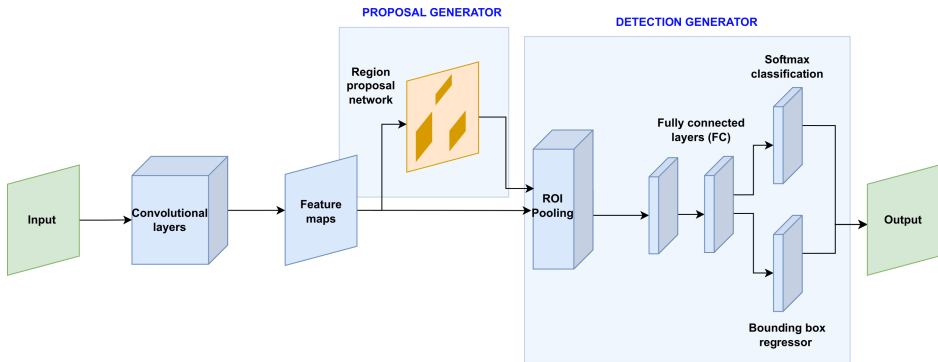 PROPOSAL GENERATOR
DETECTION GENERATOR
Region
proposal
network
Softmax
classification
Fully connected
layers (FC)
Input
Convolutional
layers
Feature
maps
ROI
Pooling
Output
Bounding box
regressor